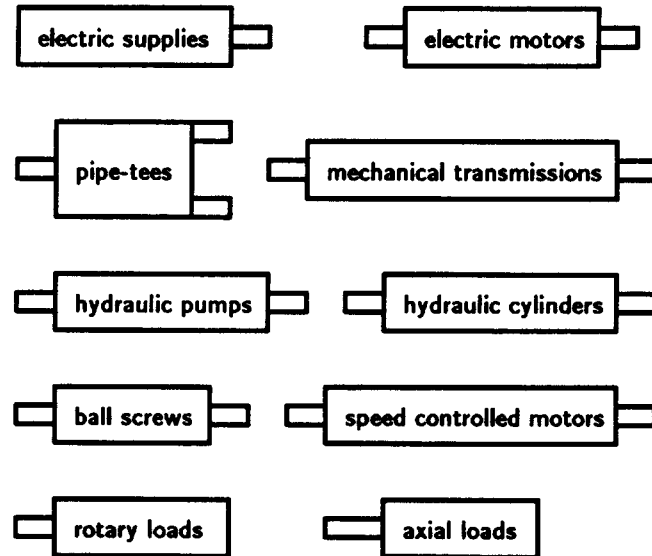 electric supplies
electric motors
pipe-tees
mechanical transmissions
hydraulic pumps
hydraulic cylinders
ball screws
speed controlled motors
rotary loads
axial loads